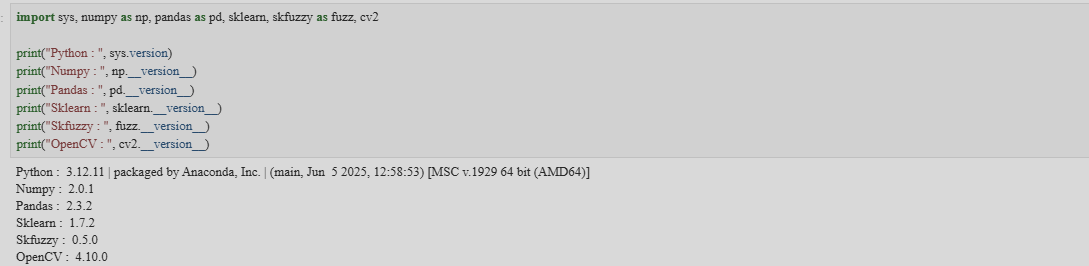 :
import sys, numpy as np, pandas as pd, sklearn, skfuzzy as fuzz, cv2
print("Python : ", sys.version)
print("Numpy : ", np.__version__)
print("Pandas : ", pd.__version__)
print("Sklearn : ", sklearn.__version__)
print("Skfuzzy : ", fuzz.__version__)
print("OpenCV : ", cv2.__version__)
Python :  3.12.11 | packaged by Anaconda, Inc. | (main, Jun  5 2025, 12:58:53) [MSC v.1929 64 bit (AMD64)]
Numpy :  2.0.1
Pandas :  2.3.2
Sklearn :  1.7.2
Skfuzzy :  0.5.0
OpenCV :  4.10.0